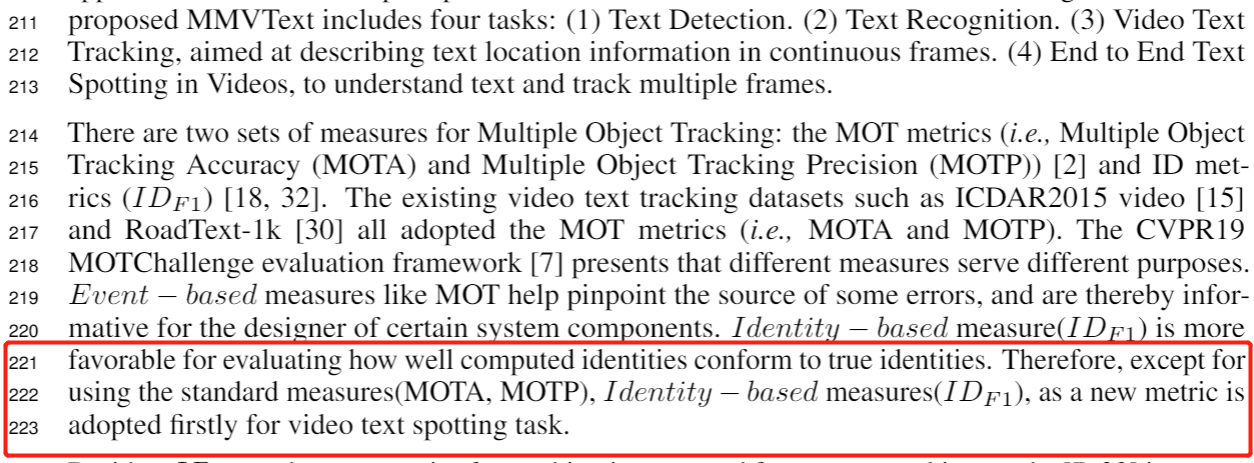 211 proposed MMVText includes four tasks: (1) Text Detection. (2) Text Recognition. (3) Video Text
212 Tracking, aimed at describing text location information in continuous frames. (4) End to End Text
213 Spotting in Videos, to understand text and track multiple frames.
214 There are two sets of measures for Multiple Object Tracking: the MOT metrics (i.e., Multiple Object
215 Tracking Accuracy (MOTA) and Multiple Object Tracking Precision (MOTP)) [2] and ID met-
216 rics (ID_{F1}) [18, 32]. The existing video text tracking datasets such as ICDAR2015 video [15]
217 and RoadText-1k [30] all adopted the MOT metrics (i.e., MOTA and MOTP). The CVPR19
218 MOTChallenge evaluation framework [7] presents that different measures serve different purposes.
219 Event − based measures like MOT help pinpoint the source of some errors, and are thereby infor-
220 mative for the designer of certain system components. Identity − based measure(ID_{F1}) is more
221 favorable for evaluating how well computed identities conform to true identities. Therefore, except for
222 using the standard measures(MOTA, MOTP), Identity − based measures(ID_{F1}), as a new metric is
223 adopted firstly for video text spotting task.